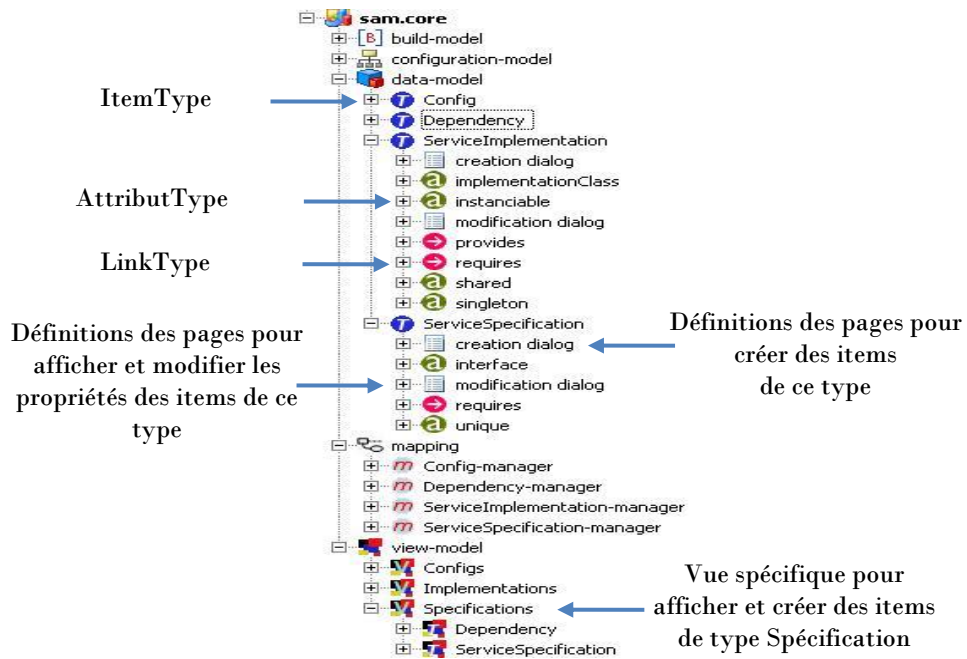 sam.core
build-model
configuration-model
data-model
ItemType
Config
Dependency
ServiceImplementation
creation dialog
implementationClass
AttributType
instanciable
modification dialog
provides
LinkType
requires
shared
singleton
ServiceSpecification
Définitions des pages pour
afficher et modifier les
propriétés des items de ce
type
creation dialog
Définitions des pages pour
créer des items
de ce type
interface
modification dialog
requires
unique
mapping
Config-manager
Dependency-manager
ServiceImplementation-manager
ServiceSpecification-manager
view-model
Configs
Implementations
Specifications
Vue spécifique pour
afficher et créer des items
de type Spécification
Dependency
ServiceSpecification